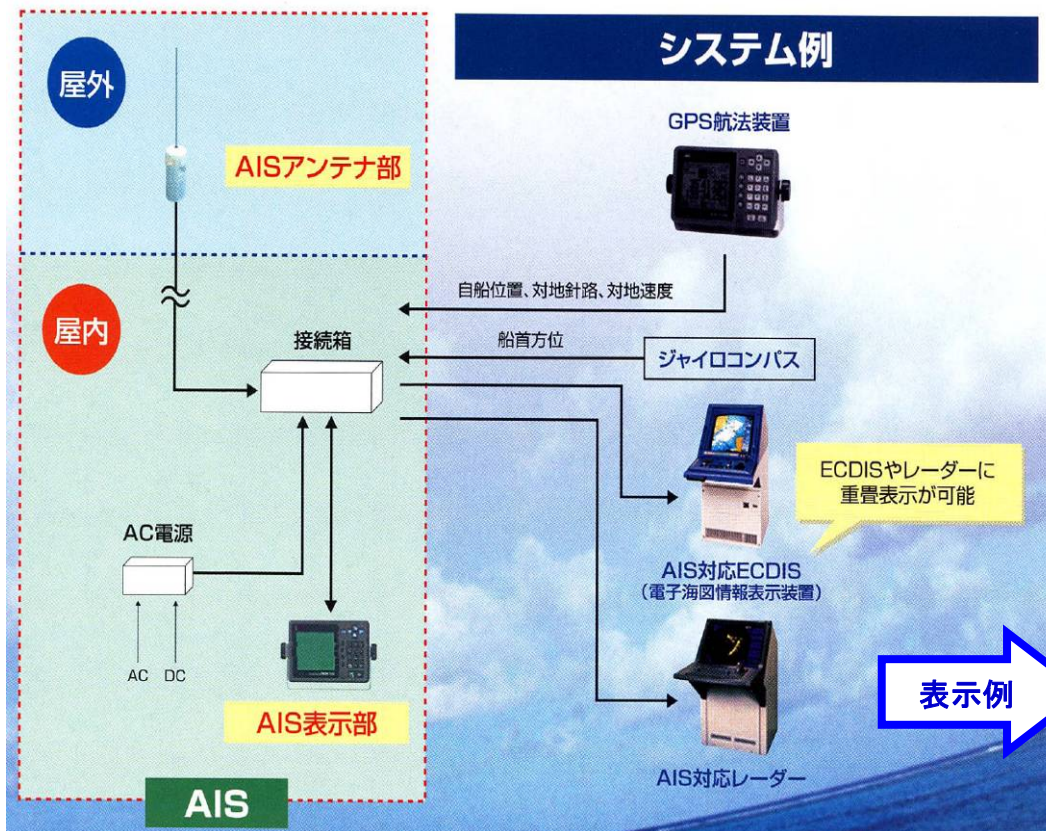 システム例
屋外
AISアンテナ部
GPS航法装置
自船位置、対地針路、対地速度
屋内
接続箱
船首方位
ジャイロコンパス
ECDISやレーダーに
重畳表示が可能
AC電源
AIS対応ECDIS
（電子海図情報表示装置）
AC
DC
AIS表示部
表示例
AIS対応レーダー
AIS